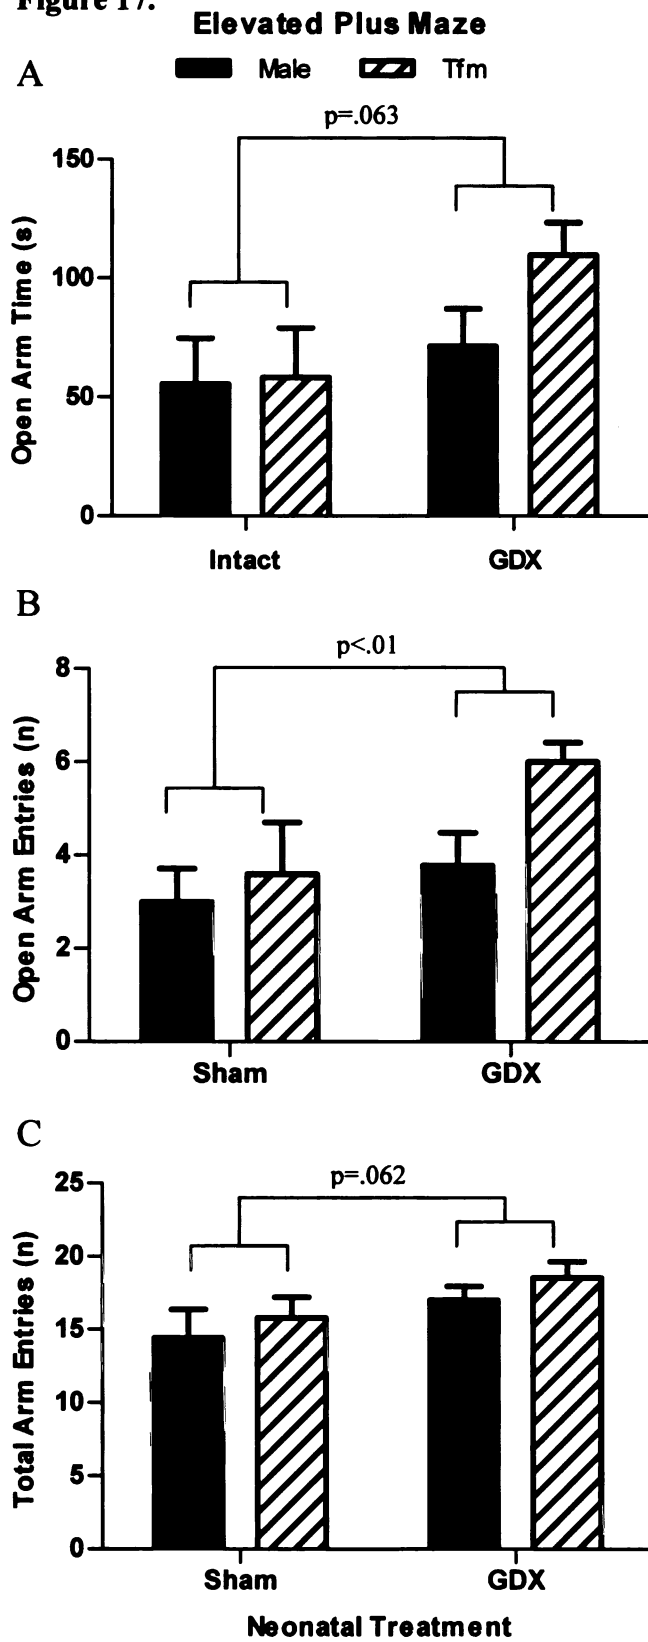 Figure 17.
Elevated Plus Maze
A
Male Tfm
p=.063
150
100
50
0
Open Arm Time (s)
Intact GDX
B
p<.01
8
6
4
2
0
Open Arm Entries (n)
Sham GDX
C
p=.062
25
20
15
10
5
0
Total Arm Entries (n)
Sham GDX
Neonatal Treatment